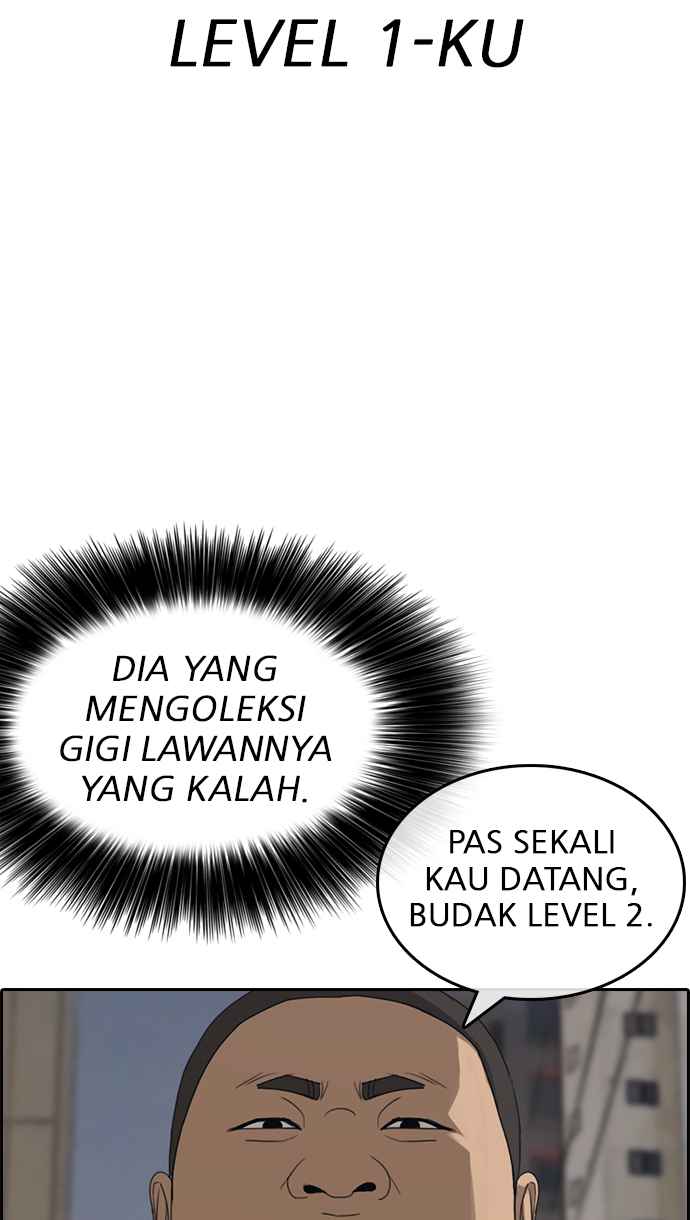 LEVEL 1-KU
DIA YANG
MENGOLEKSI
GIGI LAWANNYA
YANG KALAH.
PAS SEKALI
KAU DATANG,
BUDAK LEVEL 2.